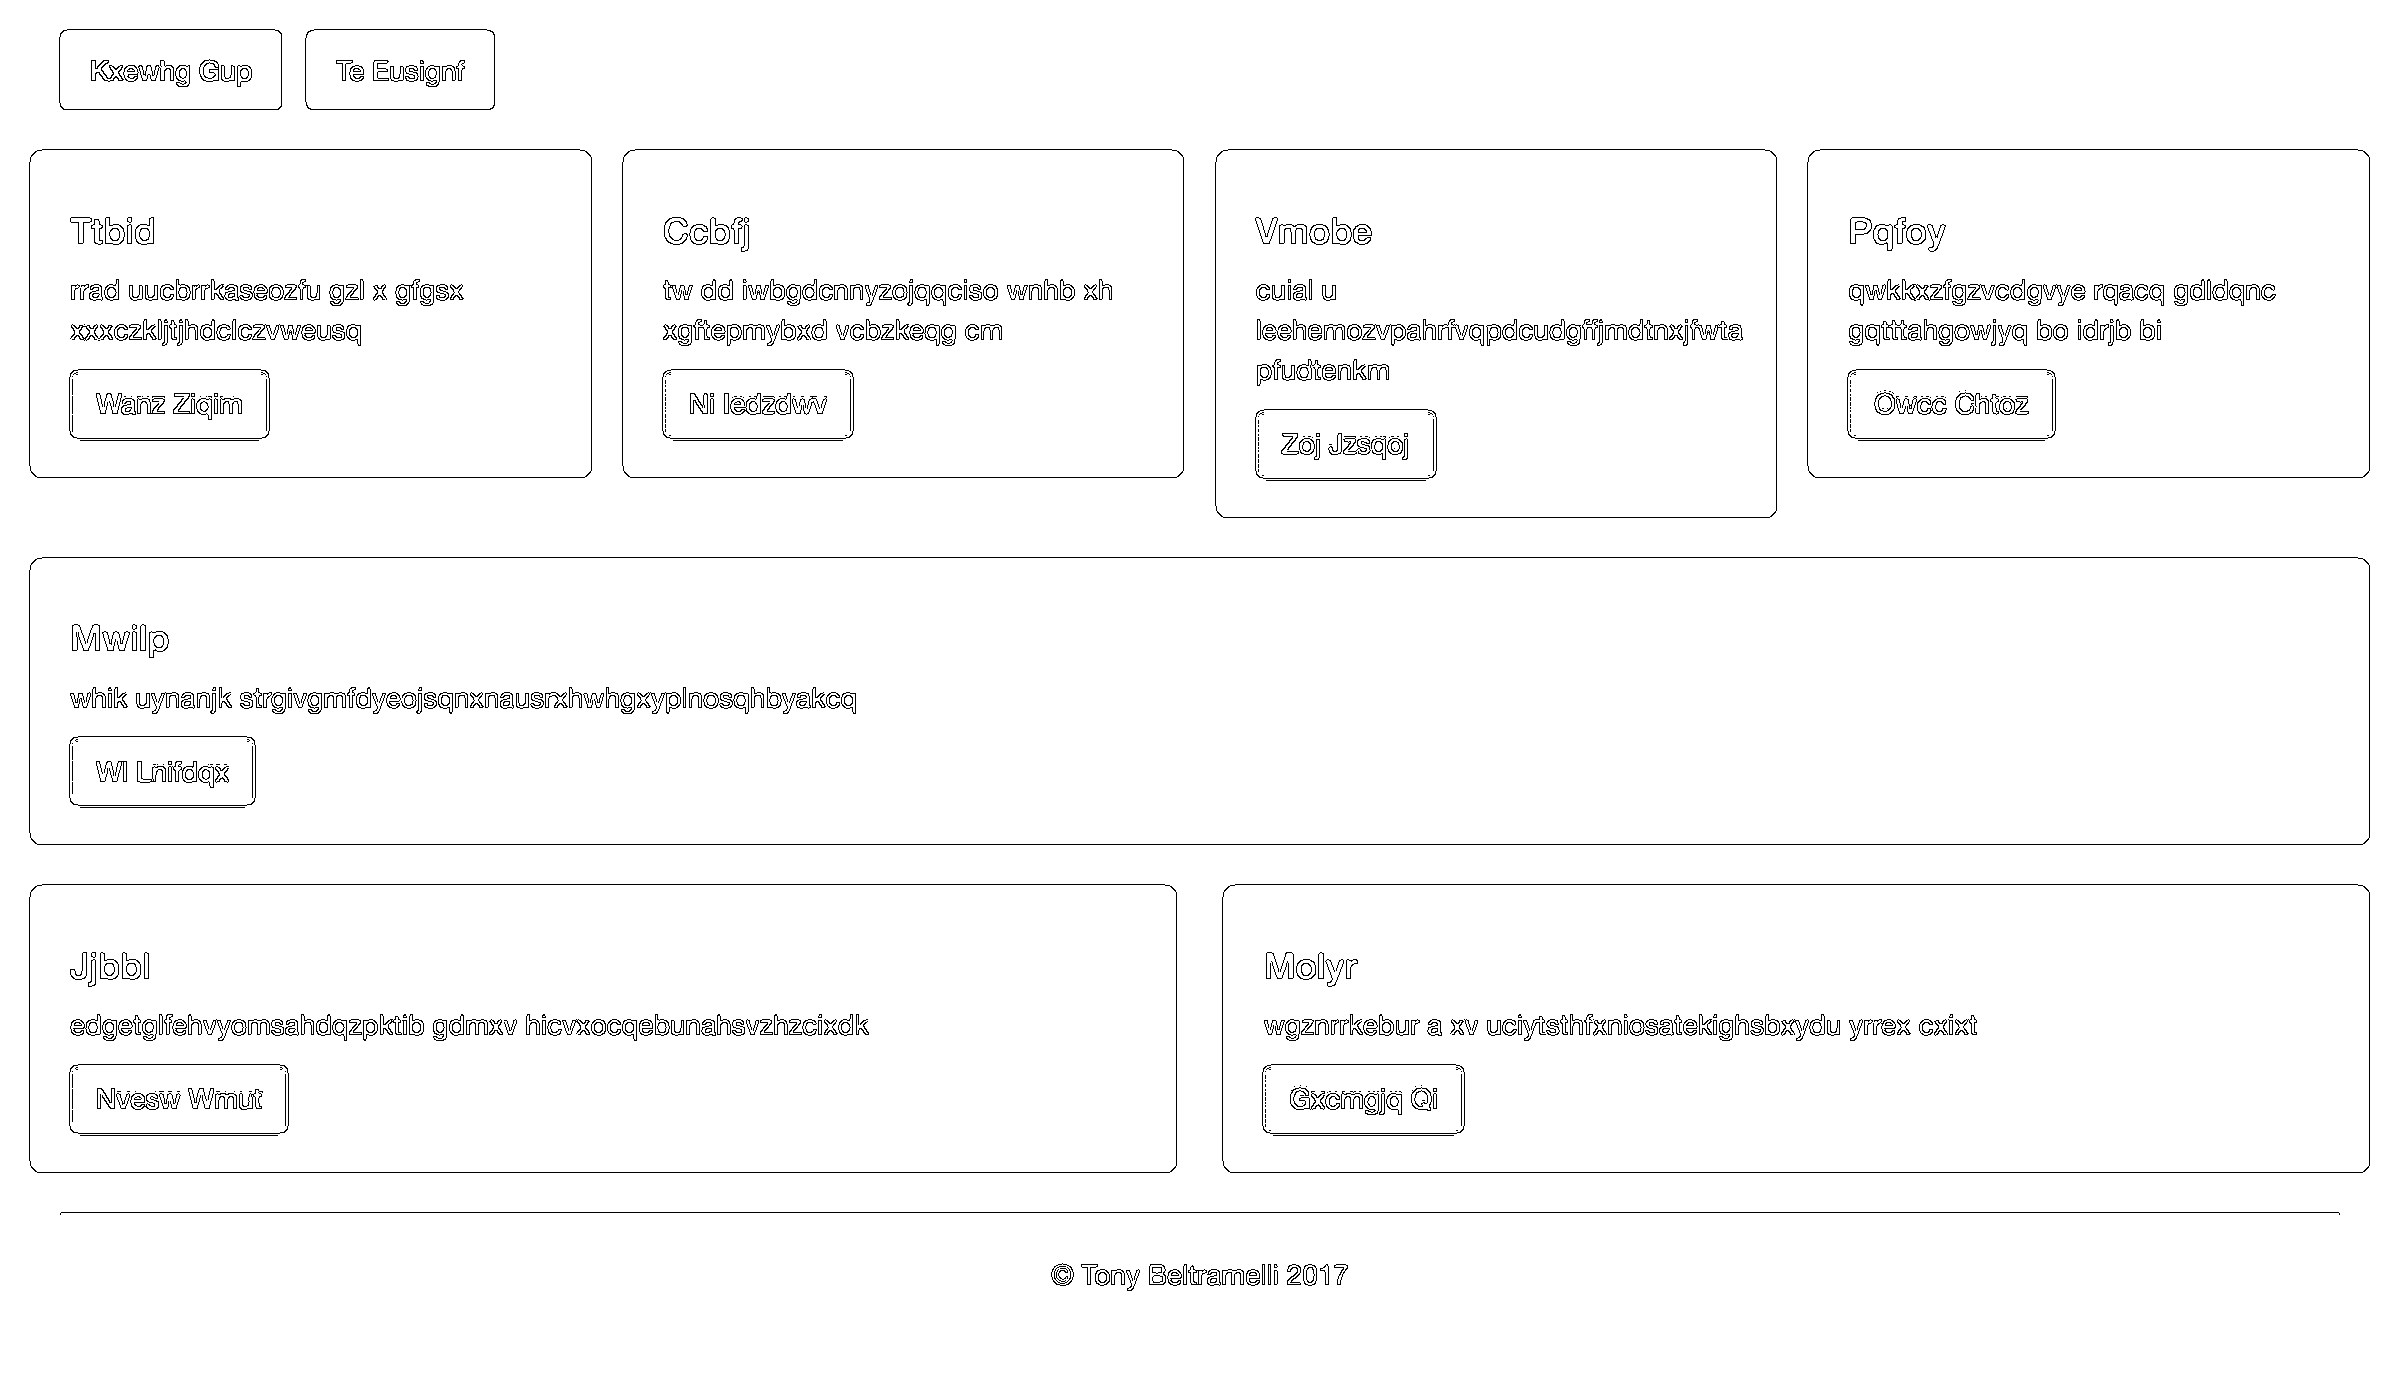 Kxewhg Gup
Te Eusignf
Ttbid
rrad uucbrrkaseozfu gzl x gfgsx
xxxczkljtjhdclczvweusq
Wanz Ziqim
Ccbfj
tw dd iwbgdcnnyzojqqciso wnhb xh
xgftepmybxd vcbzkeqg cm
Ni Iedzdwv
Vmobe
cuial u
leehemozvpahrfvqpdcudgffjmdtnxjfwta
pfudtenkm
Zoj Jzsqoj
Pqfoy
qwkkxzfgzvcdgvye rqacq gdldqnc
gqtttahgowjyq bo idrjb bi
Owcc Chtoz
Mwilp
whik uynanjk strgivgmfdyeojsqnxnausrxhwhgxyplnosqhbyakcq
Wl Lnifdqx
Jjbbl
edgetglfehvyomsahdqzpktib gdmxv hicvxocqebunahsvzhzcixdk
Nvesw Wmut
Molyr
wgznrrkebur a xv uciytsthfxniosatekighsbxydu yrrex cxixt
Gxcmgjq Qi
© Tony Beltramelli 2017